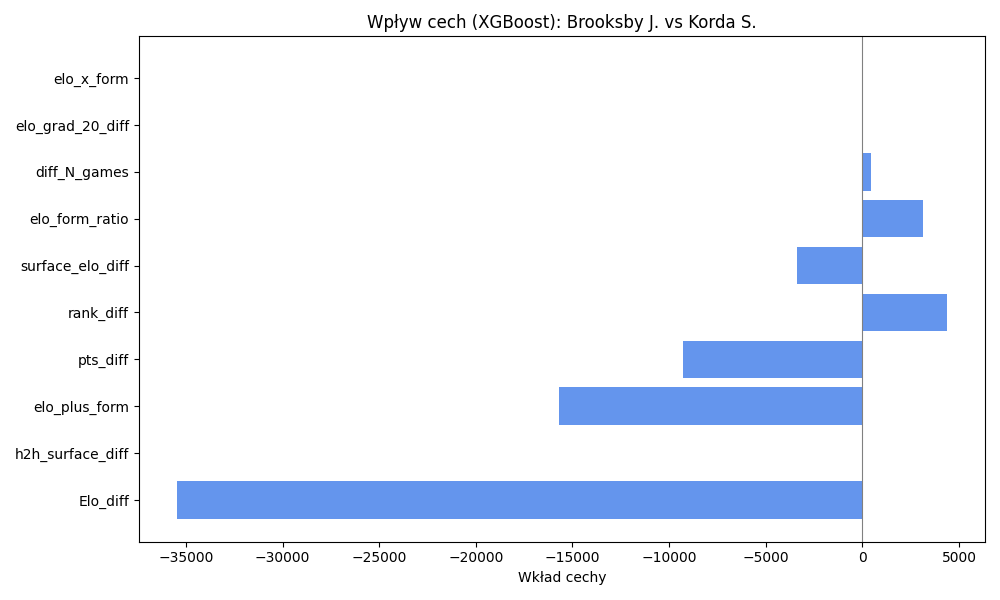 Wpływ cech (XGBoost): Brooksby J. vs Korda S.
elo_x_form
elo_grad_20_diff
diff_N_games
elo_form_ratio
surface_elo_diff
rank_diff
pts_diff
elo_plus_form
h2h_surface_diff
Elo_diff
−35000 −30000 −25000 −20000 −15000 −10000 −5000 0 5000
Wkład cechy